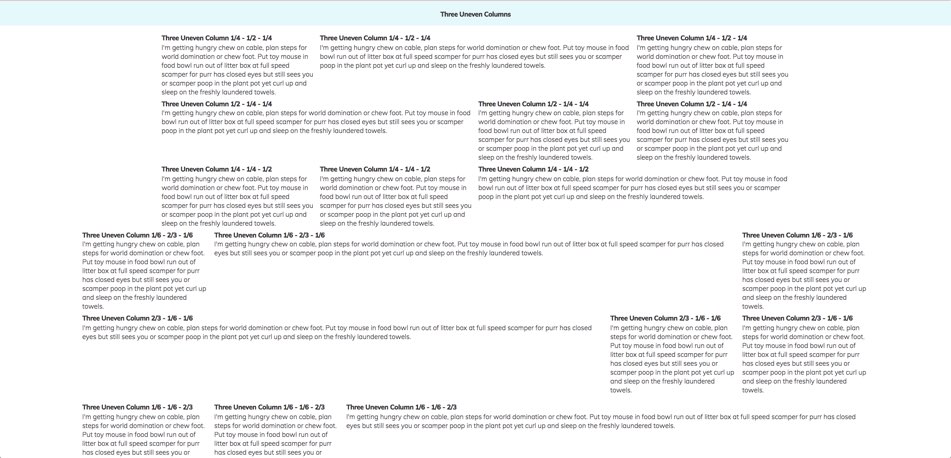 Three Uneven Columns
Three Uneven Column 1/4 - 1/2 - 1/4
I'm getting hungry chew on cable, plan steps for
world domination or chew foot. Put toy mouse in
food bowl run out of litter box at full speed
scamper for purr has closed eyes but still sees you
or scamper poop in the plant pot yet curl up and
sleep on the freshly laundered towels.
Three Uneven Column 1/4 - 1/2 - 1/4
I'm getting hungry chew on cable, plan steps for world domination or chew foot. Put toy mouse in food
bowl run out of litter box at full speed scamper for purr has closed eyes but still sees you or scamper
poop in the plant pot yet curl up and sleep on the freshly laundered towels.
Three Uneven Column 1/4 - 1/2 - 1/4
I'm getting hungry chew on cable, plan steps for
world domination or chew foot. Put toy mouse in
food bowl run out of litter box at full speed
scamper for purr has closed eyes but still sees you
or scamper poop in the plant pot yet curl up and
sleep on the freshly laundered towels.
Three Uneven Column 1/2 - 1/4 - 1/4
I'm getting hungry chew on cable, plan steps for world domination or chew foot. Put toy mouse in food
bowl run out of litter box at full speed scamper for purr has closed eyes but still sees you or scamper
poop in the plant pot yet curl up and sleep on the freshly laundered towels.
Three Uneven Column 1/2 - 1/4 - 1/4
I'm getting hungry chew on cable, plan steps for
world domination or chew foot. Put toy mouse in
food bowl run out of litter box at full speed
scamper for purr has closed eyes but still sees you
or scamper poop in the plant pot yet curl up and
sleep on the freshly laundered towels.
Three Uneven Column 1/2 - 1/4 - 1/4
I'm getting hungry chew on cable, plan steps for
world domination or chew foot. Put toy mouse in
food bowl run out of litter box at full speed
scamper for purr has closed eyes but still sees you
or scamper poop in the plant pot yet curl up and
sleep on the freshly laundered towels.
Three Uneven Column 1/4 - 1/4 - 1/2
I'm getting hungry chew on cable, plan steps for
world domination or chew foot. Put toy mouse in
food bowl run out of litter box at full speed
scamper for purr has closed eyes but still sees you
or scamper poop in the plant pot yet curl up and
sleep on the freshly laundered towels.
Three Uneven Column 1/4 - 1/4 - 1/2
I'm getting hungry chew on cable, plan steps for
world domination or chew foot. Put toy mouse in
food bowl run out of litter box at full speed
scamper for purr has closed eyes but still sees you
or scamper poop in the plant pot yet curl up and
sleep on the freshly laundered towels.
Three Uneven Column 1/4 - 1/4 - 1/2
I'm getting hungry chew on cable, plan steps for world domination or chew foot. Put toy mouse in food
bowl run out of litter box at full speed scamper for purr has closed eyes but still sees you or scamper
poop in the plant pot yet curl up and sleep on the freshly laundered towels.
Three Uneven Column 1/6 - 2/3 - 1/6
I'm getting hungry chew on cable, plan
steps for world domination or chew foot.
Put toy mouse in food bowl run out of
litter box at full speed scamper for purr
has closed eyes but still sees you or
scamper poop in the plant pot yet curl up
and sleep on the freshly laundered
towels.
Three Uneven Column 1/6 - 2/3 - 1/6
I'm getting hungry chew on cable, plan steps for world domination or chew foot. Put toy mouse in food bowl run out of litter box at full speed scamper for purr has closed
eyes but still sees you or scamper poop in the plant pot yet curl up and sleep on the freshly laundered towels.
Three Uneven Column 1/6 - 2/3 - 1/6
I'm getting hungry chew on cable, plan
steps for world domination or chew foot.
Put toy mouse in food bowl run out of
litter box at full speed scamper for purr
has closed eyes but still sees you or
scamper poop in the plant pot yet curl up
and sleep on the freshly laundered
towels.
Three Uneven Column 2/3 - 1/6 - 1/6
I'm getting hungry chew on cable, plan steps for world domination or chew foot. Put toy mouse in food bowl run out of litter box at full speed scamper for purr has closed
eyes but still sees you or scamper poop in the plant pot yet curl up and sleep on the freshly laundered towels.
Three Uneven Column 2/3 - 1/6 - 1/6
I'm getting hungry chew on cable, plan
steps for world domination or chew foot.
Put toy mouse in food bowl run out of
litter box at full speed scamper for purr
has closed eyes but still sees you or
scamper poop in the plant pot yet curl up
and sleep on the freshly laundered
towels.
Three Uneven Column 2/3 - 1/6 - 1/6
I'm getting hungry chew on cable, plan
steps for world domination or chew foot.
Put toy mouse in food bowl run out of
litter box at full speed scamper for purr
has closed eyes but still sees you or
scamper poop in the plant pot yet curl up
and sleep on the freshly laundered
towels.
Three Uneven Column 1/6 - 1/6 - 2/3
I'm getting hungry chew on cable, plan
steps for world domination or chew foot.
Put toy mouse in food bowl run out of
litter box at full speed scamper for purr
has closed eyes but still sees you or
Three Uneven Column 1/6 - 1/6 - 2/3
I'm getting hungry chew on cable, plan
steps for world domination or chew foot.
Put toy mouse in food bowl run out of
litter box at full speed scamper for purr
has closed eyes but still sees you or
Three Uneven Column 1/6 - 1/6 - 2/3
I'm getting hungry chew on cable, plan steps for world domination or chew foot. Put toy mouse in food bowl run out of litter box at full speed scamper for purr has closed
eyes but still sees you or scamper poop in the plant pot yet curl up and sleep on the freshly laundered towels.